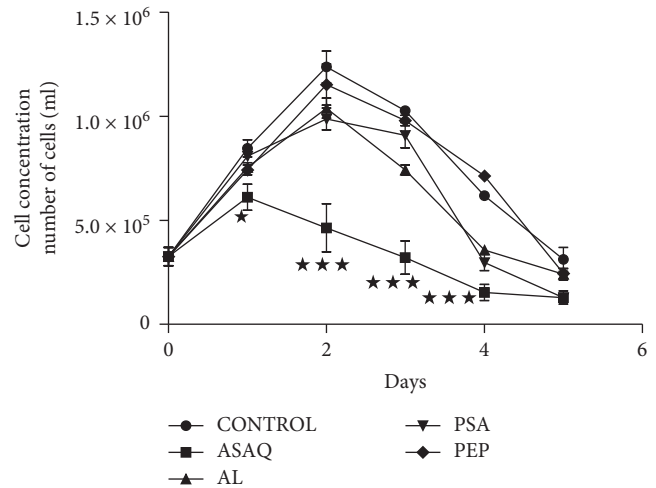 1.5 × 10⁶
1.0 × 10⁶
5.0 × 10⁵
0
Cell concentration
number of cells (ml)
0 2 4 6
Days
CONTROL
ASAQ
AL
PSA
PEP